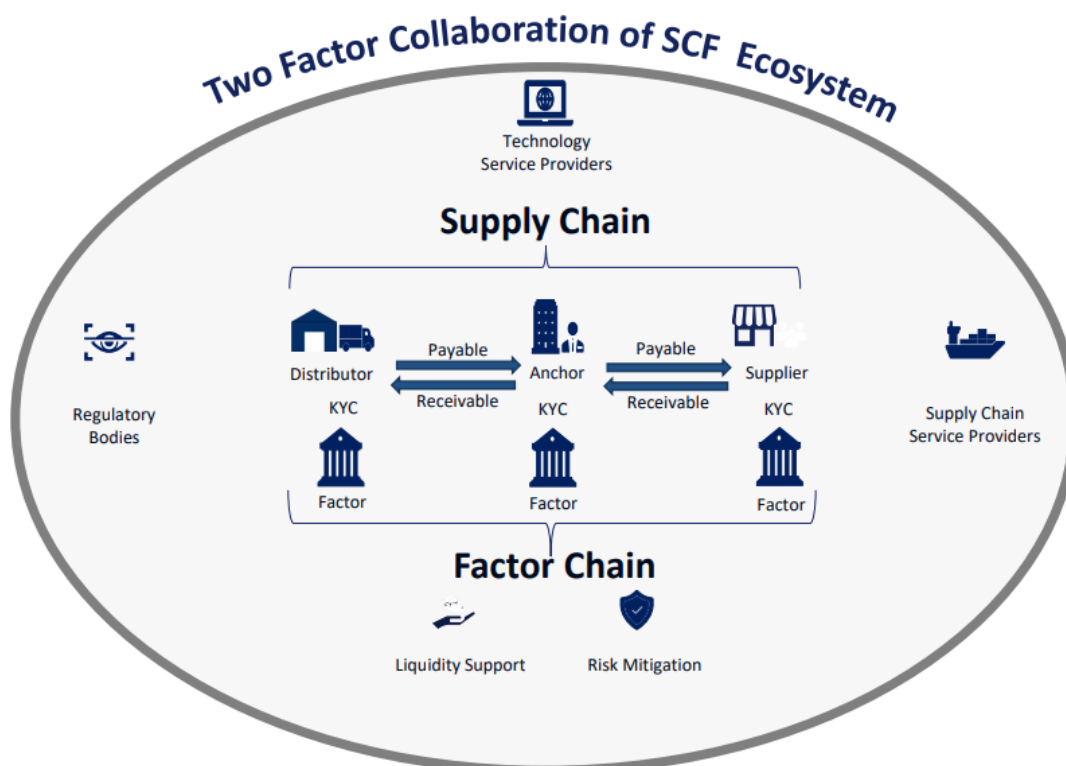 Two Factor Collaboration of SCF Ecosystem
Technology
Service Providers
Supply Chain
Payable
Payable
Distributor
Anchor
Supplier
Receivable
Receivable
KYC
KYC
KYC
Regulatory
Bodies
Supply Chain
Service Providers
Factor
Factor
Factor
Factor Chain
Liquidity Support
Risk Mitigation